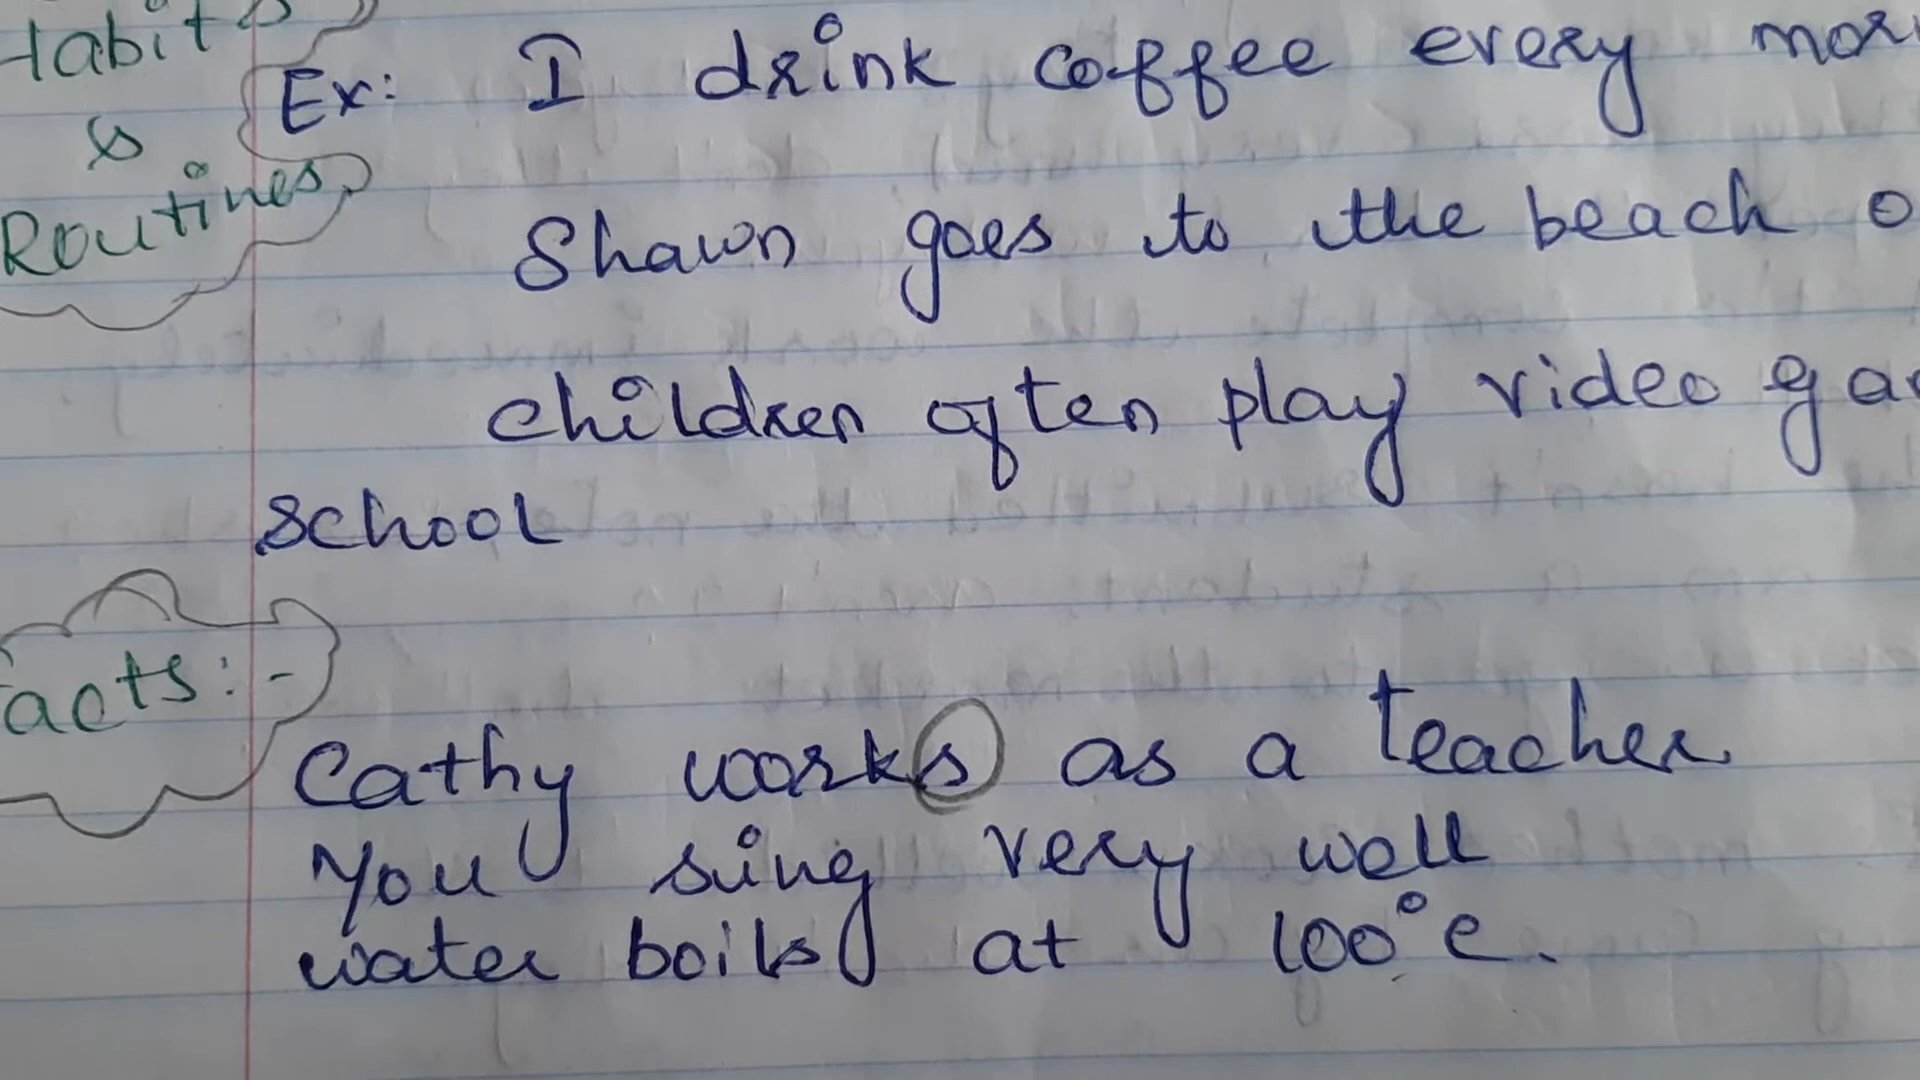 Habits
&
Routines
Ex: I drink coffee every
Shawn goes to the beach
children often play video
school
acts:-
Cathy works as a teacher
You sing very well
water boils at 100°c.